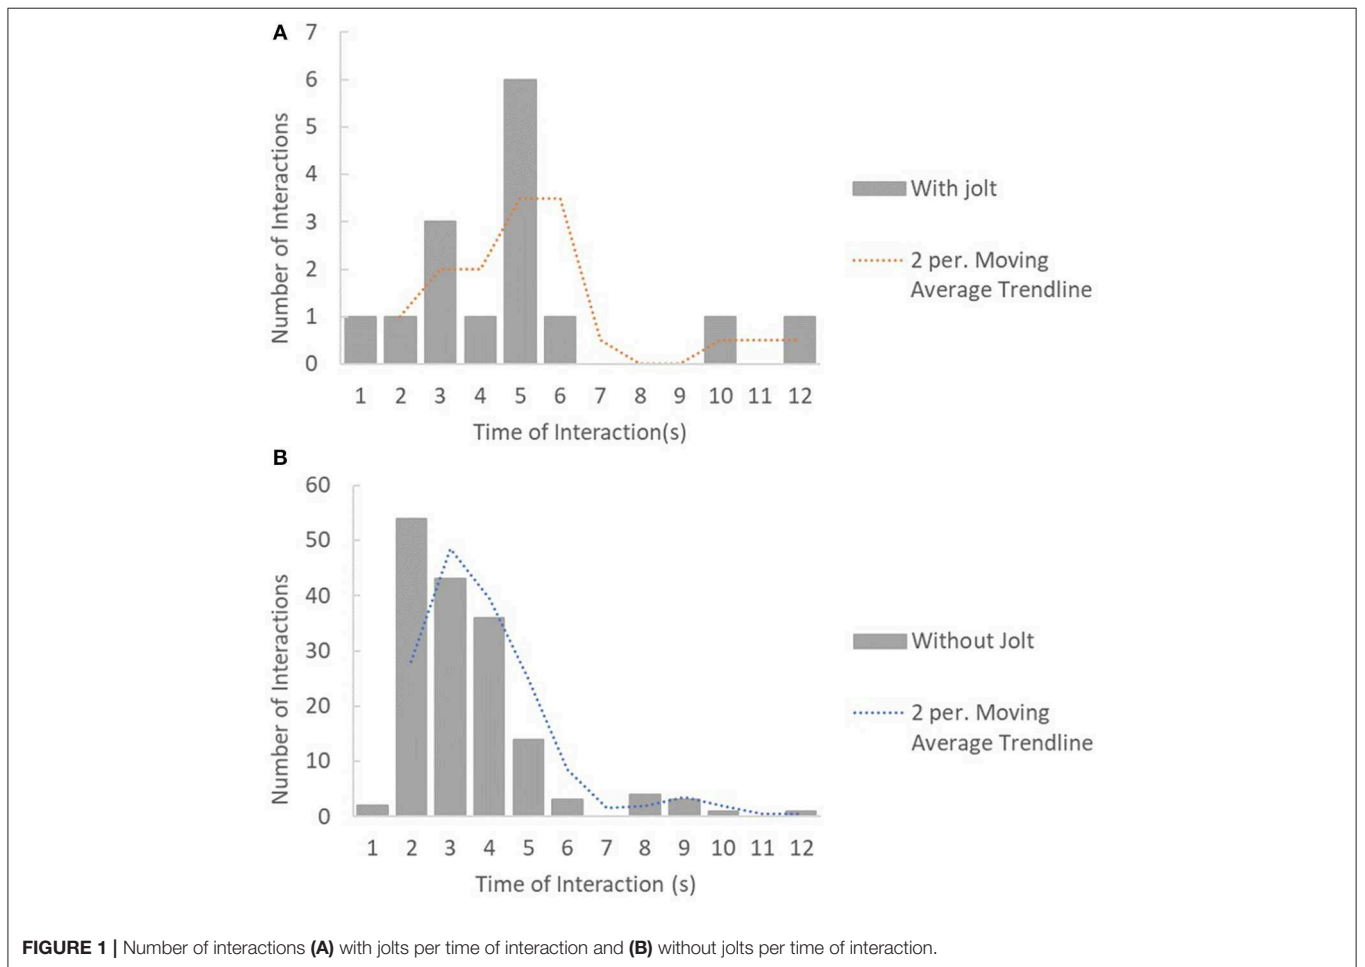 A
7
6
5
4
3
2
1
0
Number of Interactions
1 2 3 4 5 6 7 8 9 10 11 12
Time of Interaction(s)
With jolt
2 per. Moving
Average Trendline
B
60
50
40
30
20
10
0
Number of Interactions
1 2 3 4 5 6 7 8 9 10 11 12
Time of Interaction (s)
Without Jolt
2 per. Moving
Average Trendline
FIGURE 1 | Number of interactions (A) with jolts per time of interaction and (B) without jolts per time of interaction.